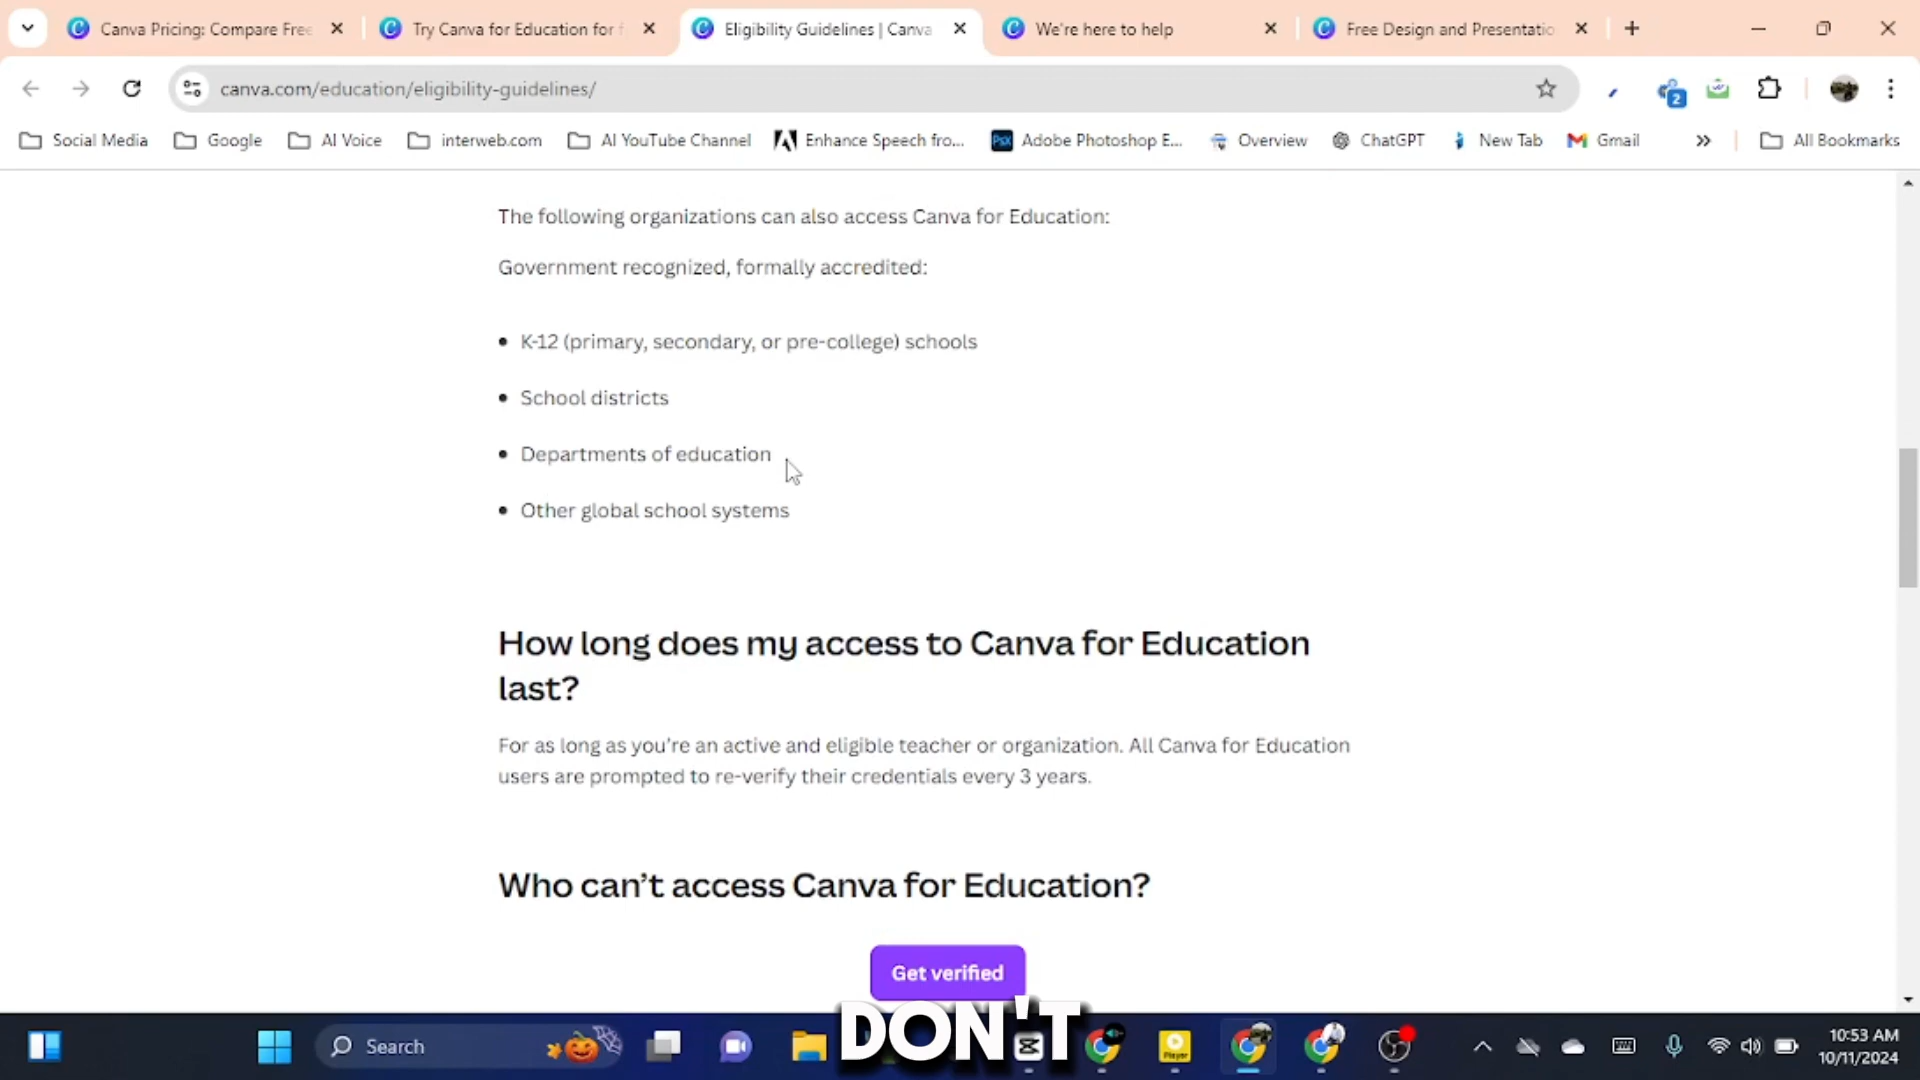 Canva Pricing: Compare Free
Try Canva for Education for f
Eligibility Guidelines | Canva
We're here to help
Free Design and Presentatio
canva.com/education/eligibility-guidelines/
2
Social Media
Google
AI Voice
interweb.com
AI YouTube Channel
Enhance Speech fro...
Adobe Photoshop E...
Overview
ChatGPT
New Tab
Gmail
All Bookmarks
The following organizations can also access Canva for Education:
Government recognized, formally accredited:
K-12 (primary, secondary, or pre-college) schools
School districts
Departments of education
Other global school systems
How long does my access to Canva for Education
last?
For as long as you're an active and eligible teacher or organization. All Canva for Education
users are prompted to re-verify their credentials every 3 years.
Who can't access Canva for Education?
Get verified
DON'T
Search
Player
10:53 AM
10/11/2024